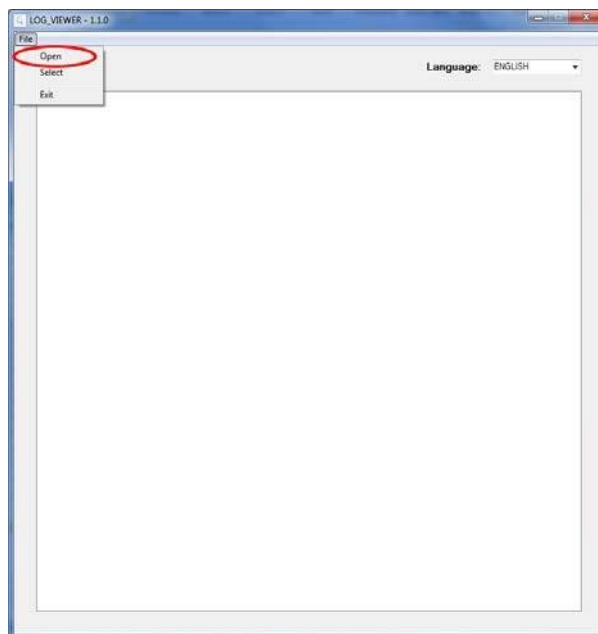 LOG_VIEWER - 1.1.0
File
Open
Select
Exit
Language: ENGLISH